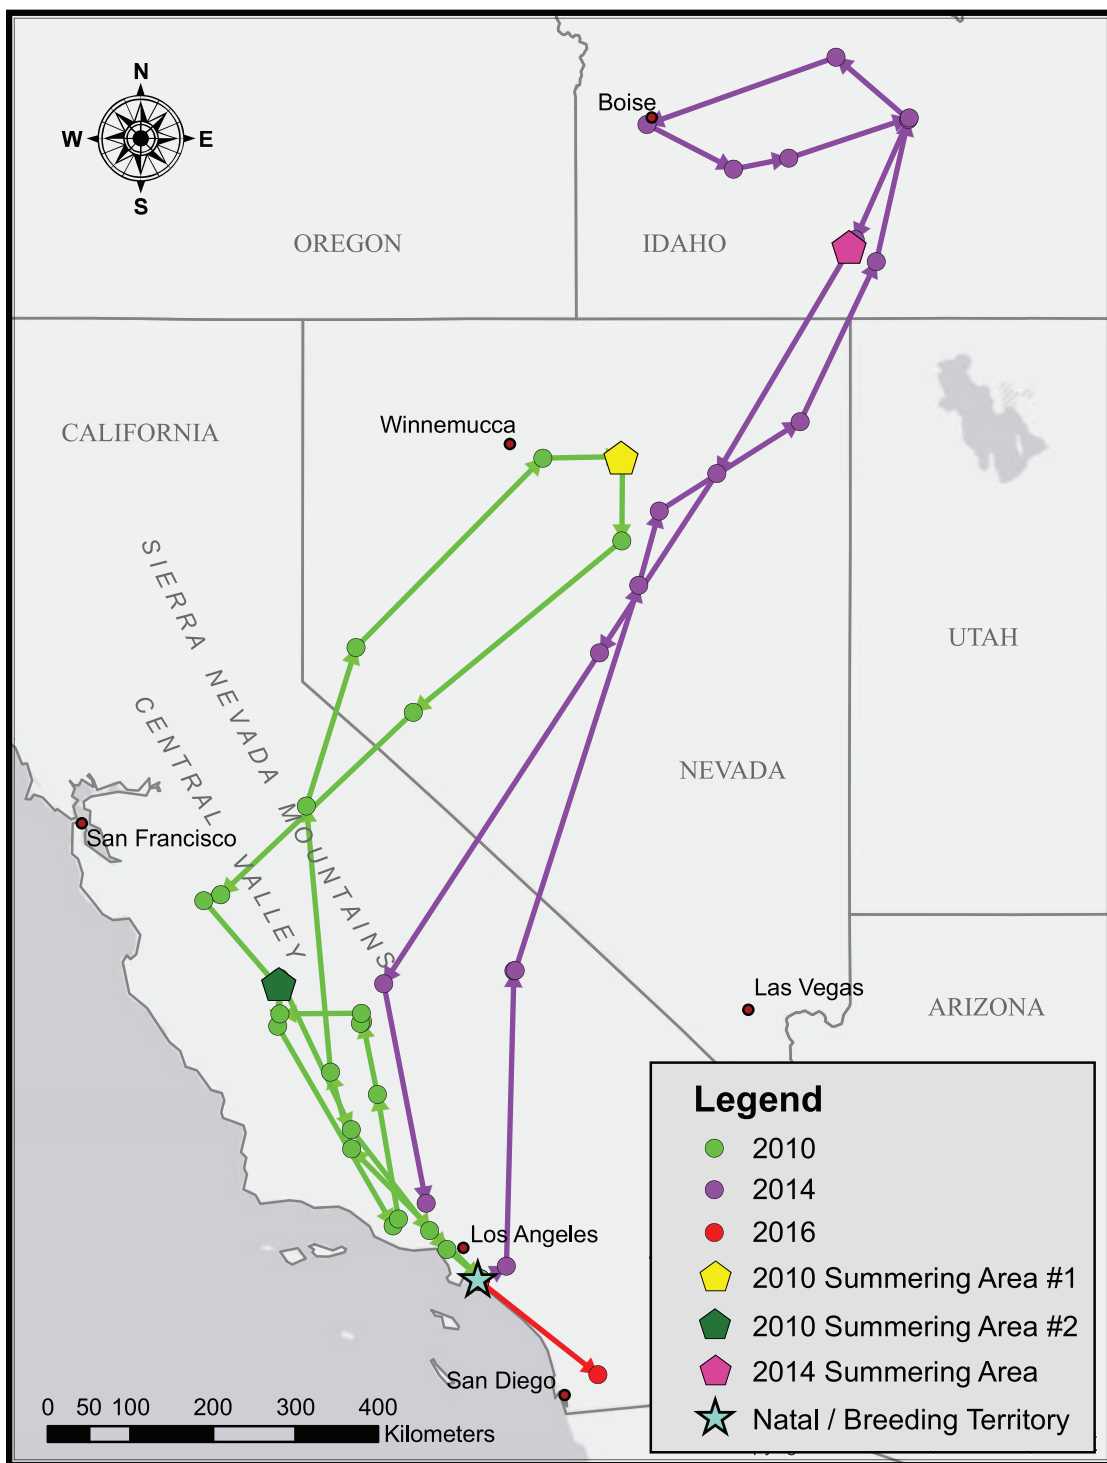 N
W E
S
Boise
OREGON
IDAHO
CALIFORNIA
Winnemucca
SIERRA NEVADA MOUNTAINS
CENTRAL VALLEY
UTAH
NEVADA
San Francisco
Las Vegas
ARIZONA
Los Angeles
San Diego
Legend
2010
2014
2016
2010 Summering Area #1
2010 Summering Area #2
2014 Summering Area
Natal / Breeding Territory
0 50 100 200 300 400
Kilometers